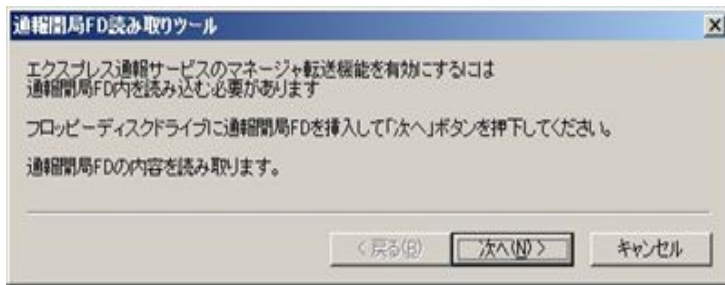 通報開局FD読み取りツール
エクスプレス通報サービスのマネージャ転送機能を有効にするには
通報開局FD内を読み込む必要があります
フロッピーディスクドライブに通報開局FDを挿入して「次へ」ボタンを押下してください。
通報開局FDの内容を読み取ります。
< 戻る(B) 次へ(N) > キャンセル